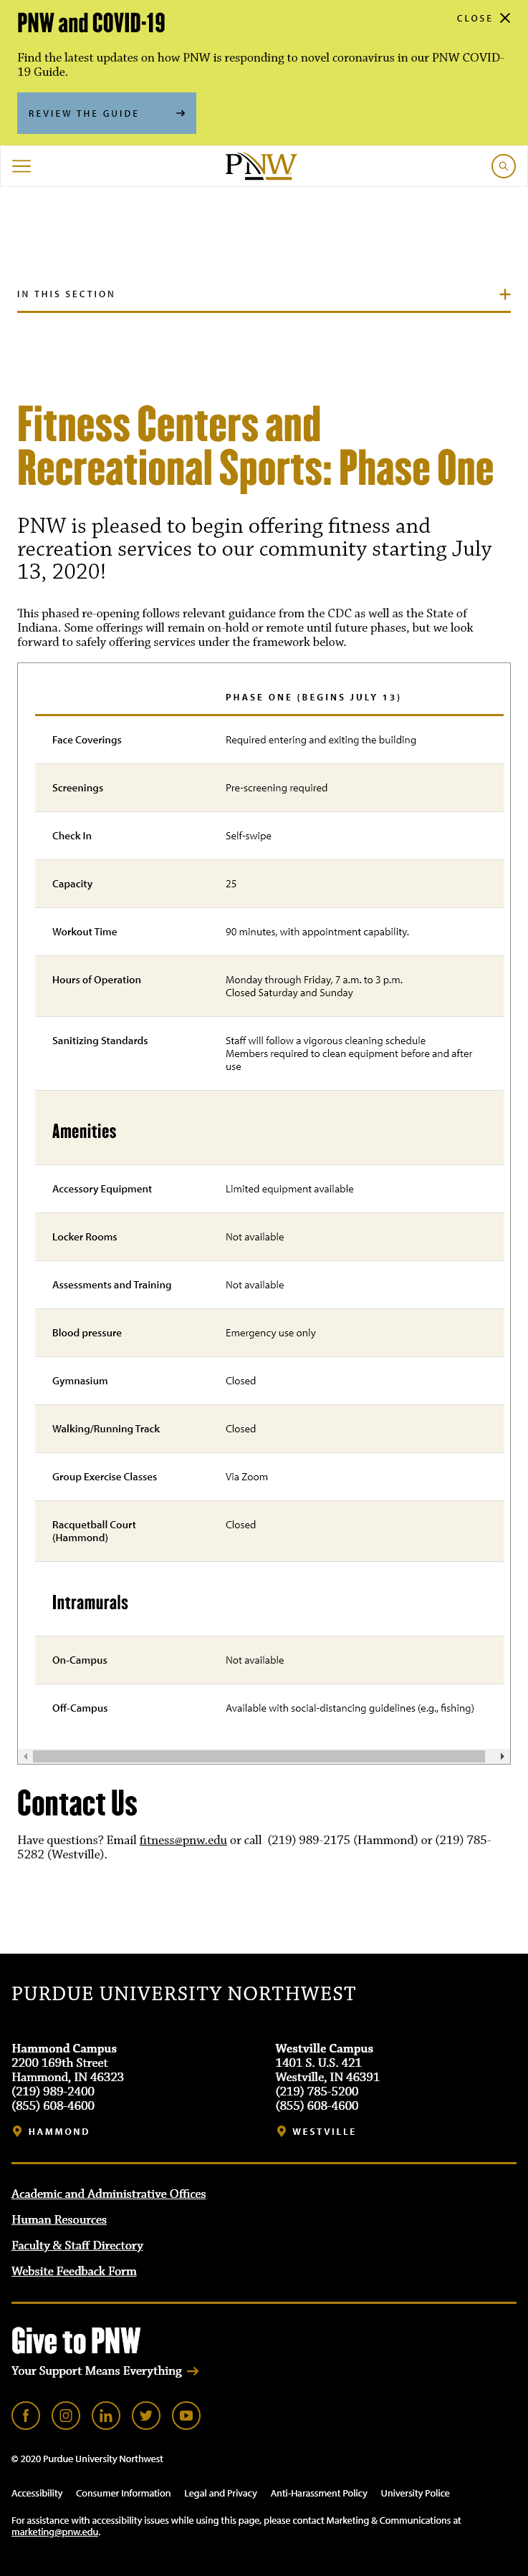 PNW and COVID-19
CLOSE
Find the latest updates on how PNW is responding to novel coronavirus in our PNW COVID-
19 Guide.
REVIEW THE GUIDE
PNW
IN THIS SECTION
Fitness Centers and
Recreational Sports: Phase One
PNW is pleased to begin offering fitness and
recreation services to our community starting July
13, 2020!
This phased re-opening follows relevant guidance from the CDC as well as the State of
Indiana. Some offerings will remain on-hold or remote until future phases, but we look
forward to safely offering services under the framework below.
PHASE ONE (BEGINS JULY 13)
Face Coverings Required entering and exiting the building
Screenings Pre-screening required
Check In Self-swipe
Capacity 25
Workout Time 90 minutes, with appointment capability.
Hours of Operation Monday through Friday, 7 a.m. to 3 p.m.
Closed Saturday and Sunday
Sanitizing Standards Staff will follow a vigorous cleaning schedule
Members required to clean equipment before and after
use
Amenities
Accessory Equipment Limited equipment available
Locker Rooms Not available
Assessments and Training Not available
Blood pressure Emergency use only
Gymnasium Closed
Walking/Running Track Closed
Group Exercise Classes Via Zoom
Racquetball Court Closed
(Hammond)
Intramurals
On-Campus Not available
Off-Campus Available with social-distancing guidelines (e.g., fishing)
Contact Us
Have questions? Email fitness@pnw.edu or call (219) 989-2175 (Hammond) or (219) 785-
5282 (Westville).
PURDUE UNIVERSITY NORTHWEST
Hammond Campus
2200 169th Street
Hammond, IN 46323
(219) 989-2400
(855) 608-4600
HAMMOND
Westville Campus
1401 S. U.S. 421
Westville, IN 46391
(219) 785-5200
(855) 608-4600
WESTVILLE
Academic and Administrative Offices
Human Resources
Faculty & Staff Directory
Website Feedback Form
Give to PNW
Your Support Means Everything
© 2020 Purdue University Northwest
Accessibility Consumer Information Legal and Privacy Anti-Harassment Policy University Police
For assistance with accessibility issues while using this page, please contact Marketing & Communications at
marketing@pnw.edu.